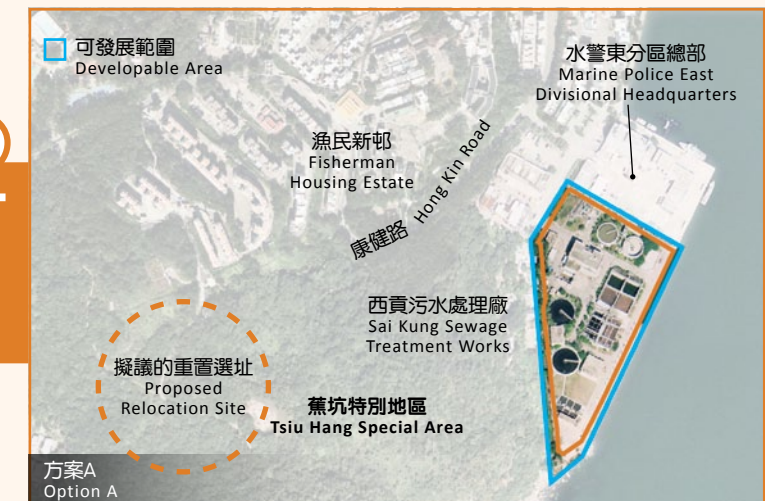 可發展範圍
Developable Area
水警東分區總部
Marine Police East
Divisional Headquarters
漁民新邨
Fisherman
Housing Estate
康健路 Hong Kin Road
西貢污水處理廠
Sai Kung Sewage
Treatment Works
擬議的重置選址
Proposed
Relocation Site
蕉坑特別地區
Tsiu Hang Special Area
方案A
Option A